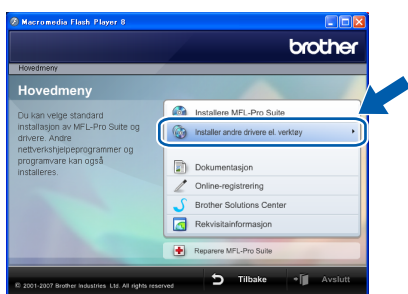 Macromedia Flash Player 8
brother
Hovedmeny
Hovedmeny
Du kan velge standard
installasjon av MFL-Pro Suite og
drivere. Andre
nettverkshjelpeprogrammer og
programvare kan også
installeres.
Installere MFL-Pro Suite
Installer andre drivere el. verktøy
Dokumentasjon
Online-registrering
Brother Solutions Center
Rekvisitainformasjon
Reparere MFL-Pro Suite
© 2001-2007 Brother Industries Ltd. All rights reserved
Tilbake
Avslutt